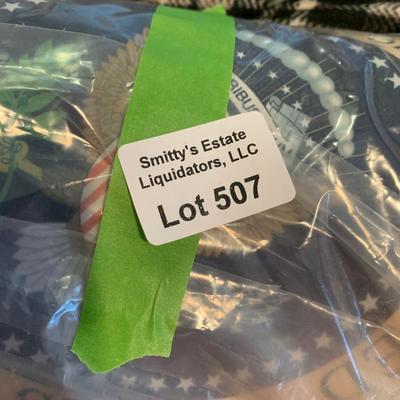 Smitty's Estate
Liquidators, LLC
Lot 507